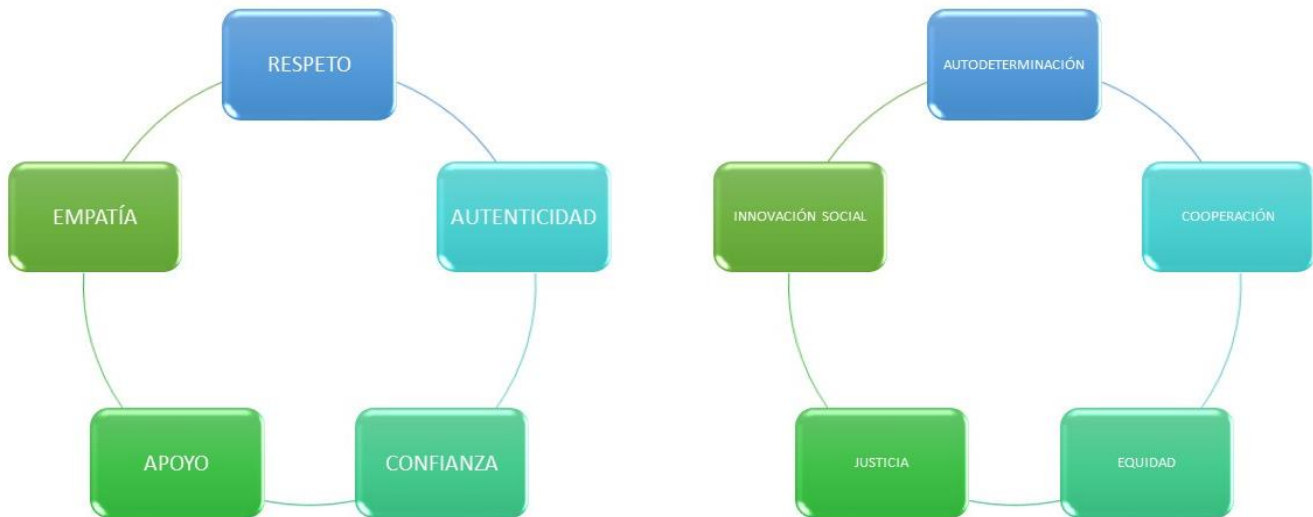 RESPETO
AUTENTICIDAD
CONFIANZA
APOYO
EMPATÍA
AUTODETERMINACIÓN
COOPERACIÓN
EQUIDAD
JUSTICIA
INNOVACIÓN SOCIAL